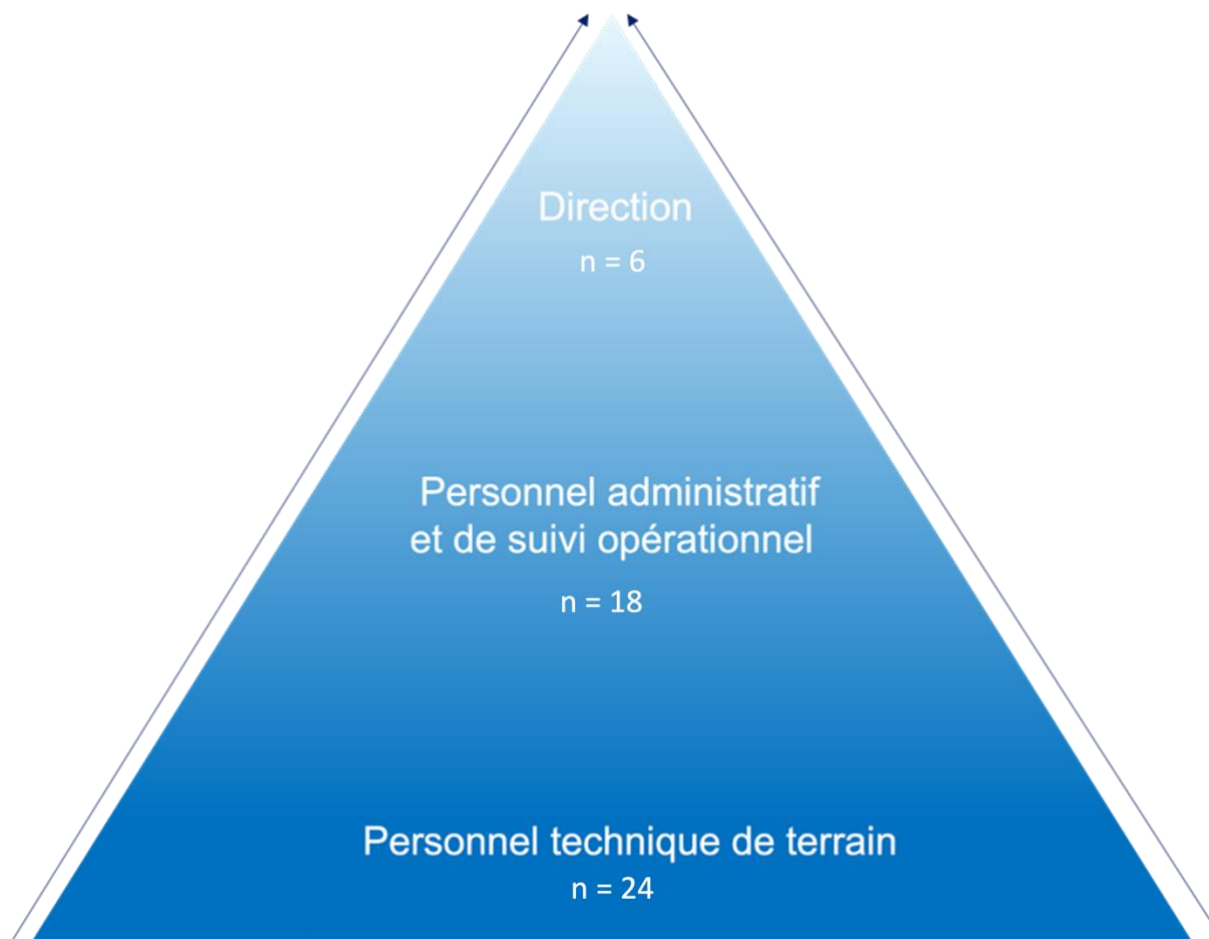 Direction
n = 6
Personnel administratif
et de suivi opérationnel
n = 18
Personnel technique de terrain
n = 24